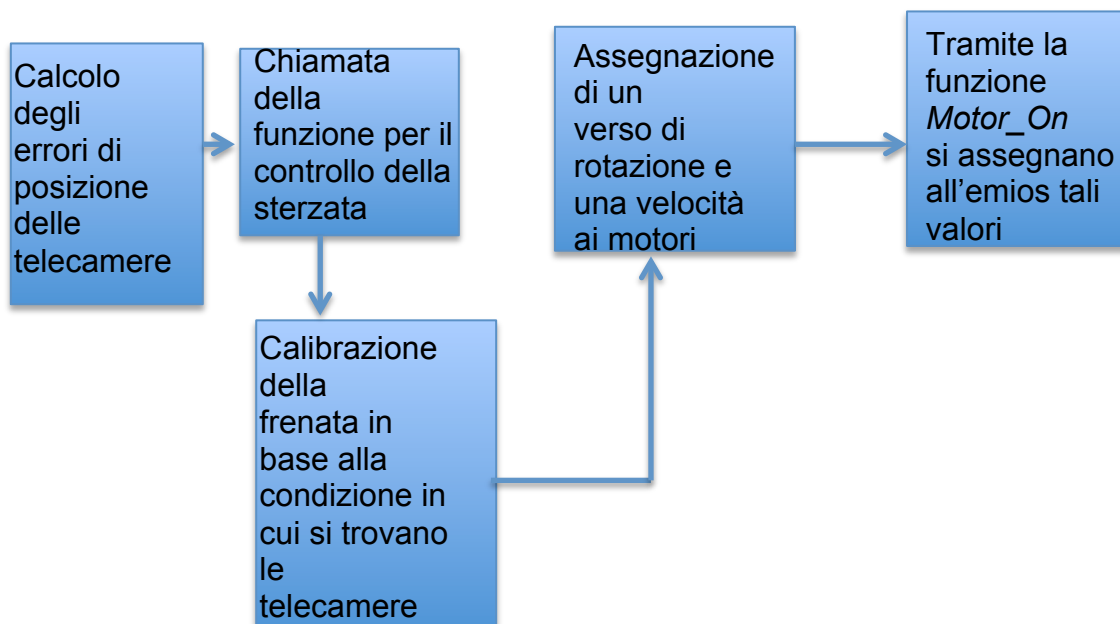 Calcolo
degli
errori di
posizione
delle
telecamere
Chiamata
della
funzione per il
controllo della
sterzata
Calibrazione
della
frenata in
base alla
condizione in
cui si trovano
le
telecamere
Assegnazione
di un
verso di
rotazione e
una velocità
ai motori
Tramite la
funzione
Motor_On
si assegnano
all’emios tali
valori